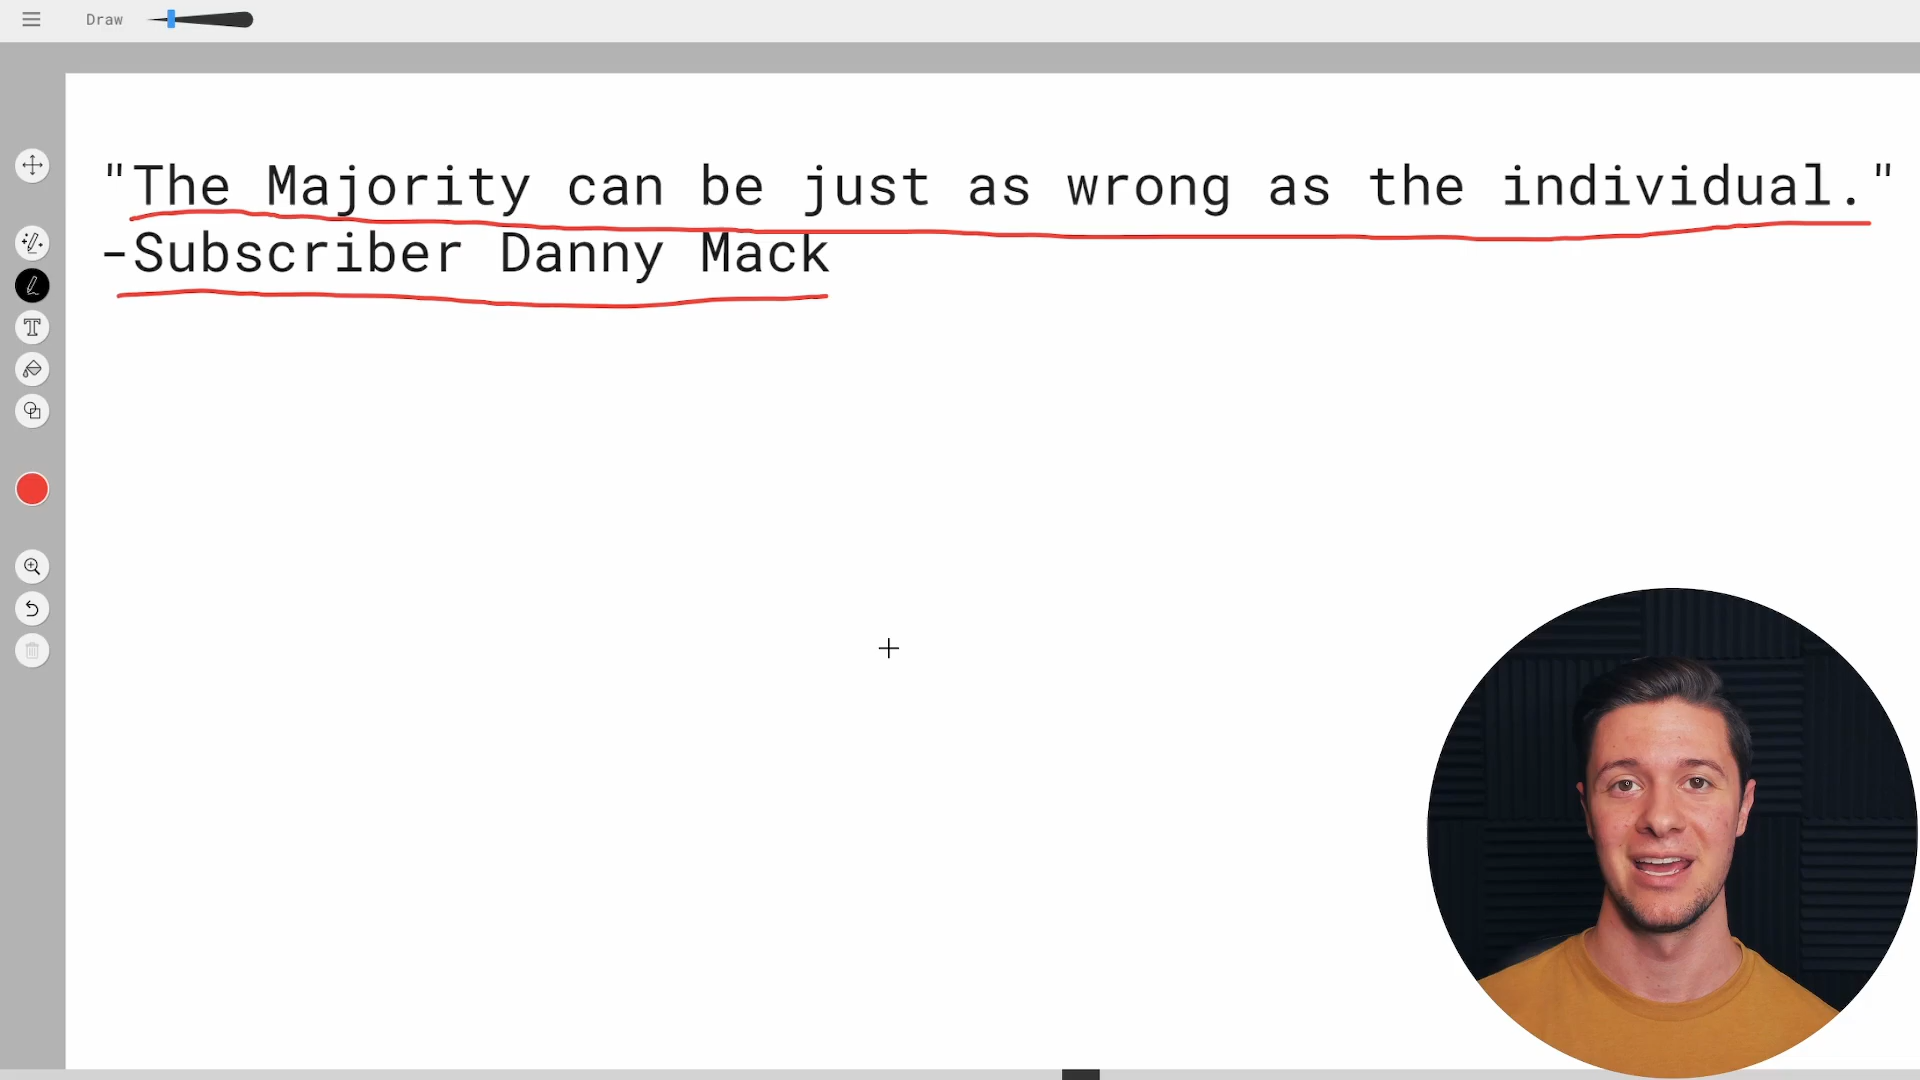 Draw
"The Majority can be just as wrong as the individual."
-Subscriber Danny Mack